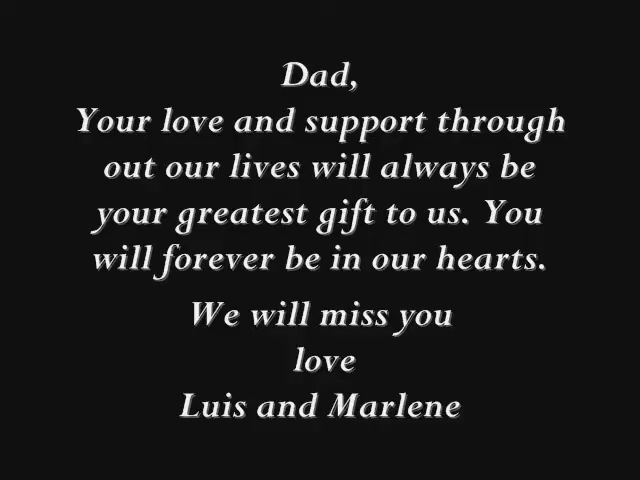 Dad,
Your love and support through
out our lives will always be
your greatest gift to us. You
will forever be in our hearts.
We will miss you
love
Luis and Marlene